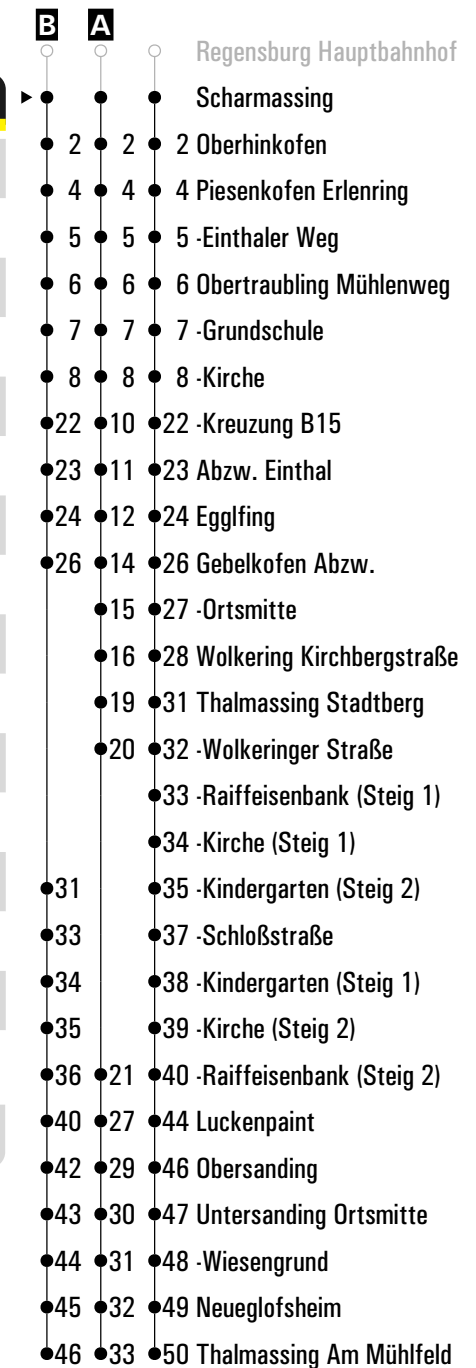 B A
Regensburg Hauptbahnhof
Scharmassing
2 2 2 Oberhinkofen
4 4 4 Piesenkofen Erlenring
5 5 5 -Einthaler Weg
6 6 6 Obertraubling Mühlenweg
7 7 7 -Grundschule
8 8 8 -Kirche
22 10 22 -Kreuzung B15
23 11 23 Abzw. Einthal
24 12 24 Egglfing
26 14 26 Gebelkofen Abzw.
15 27 -Ortsmitte
16 28 Wolkering Kirchbergstraße
19 31 Thalmassing Stadtberg
20 32 -Wolkeringer Straße
33 -Raiffeisenbank (Steig 1)
34 -Kirche (Steig 1)
31 35 -Kindergarten (Steig 2)
33 37 -Schloßstraße
34 38 -Kindergarten (Steig 1)
35 39 -Kirche (Steig 2)
36 21 40 -Raiffeisenbank (Steig 2)
40 27 44 Luckenpaint
42 29 46 Obersanding
43 30 47 Untersanding Ortsmitte
44 31 48 -Wiesengrund
45 32 49 Neueglofsheim
46 33 50 Thalmassing Am Mühlfeld